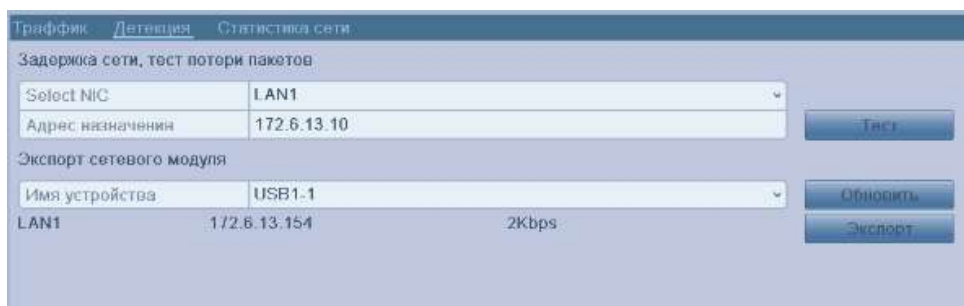 Траффик Детекция Статистика сети
Задержка сети, тест потери пакетов
Select NIC LAN1
Адрес назначения 172.6.13.10 Тест
Экспорт сетевого модуля
Имя устройства USB1-1 Обновить
LAN1 172.6.13.154 2Kbps Экспорт